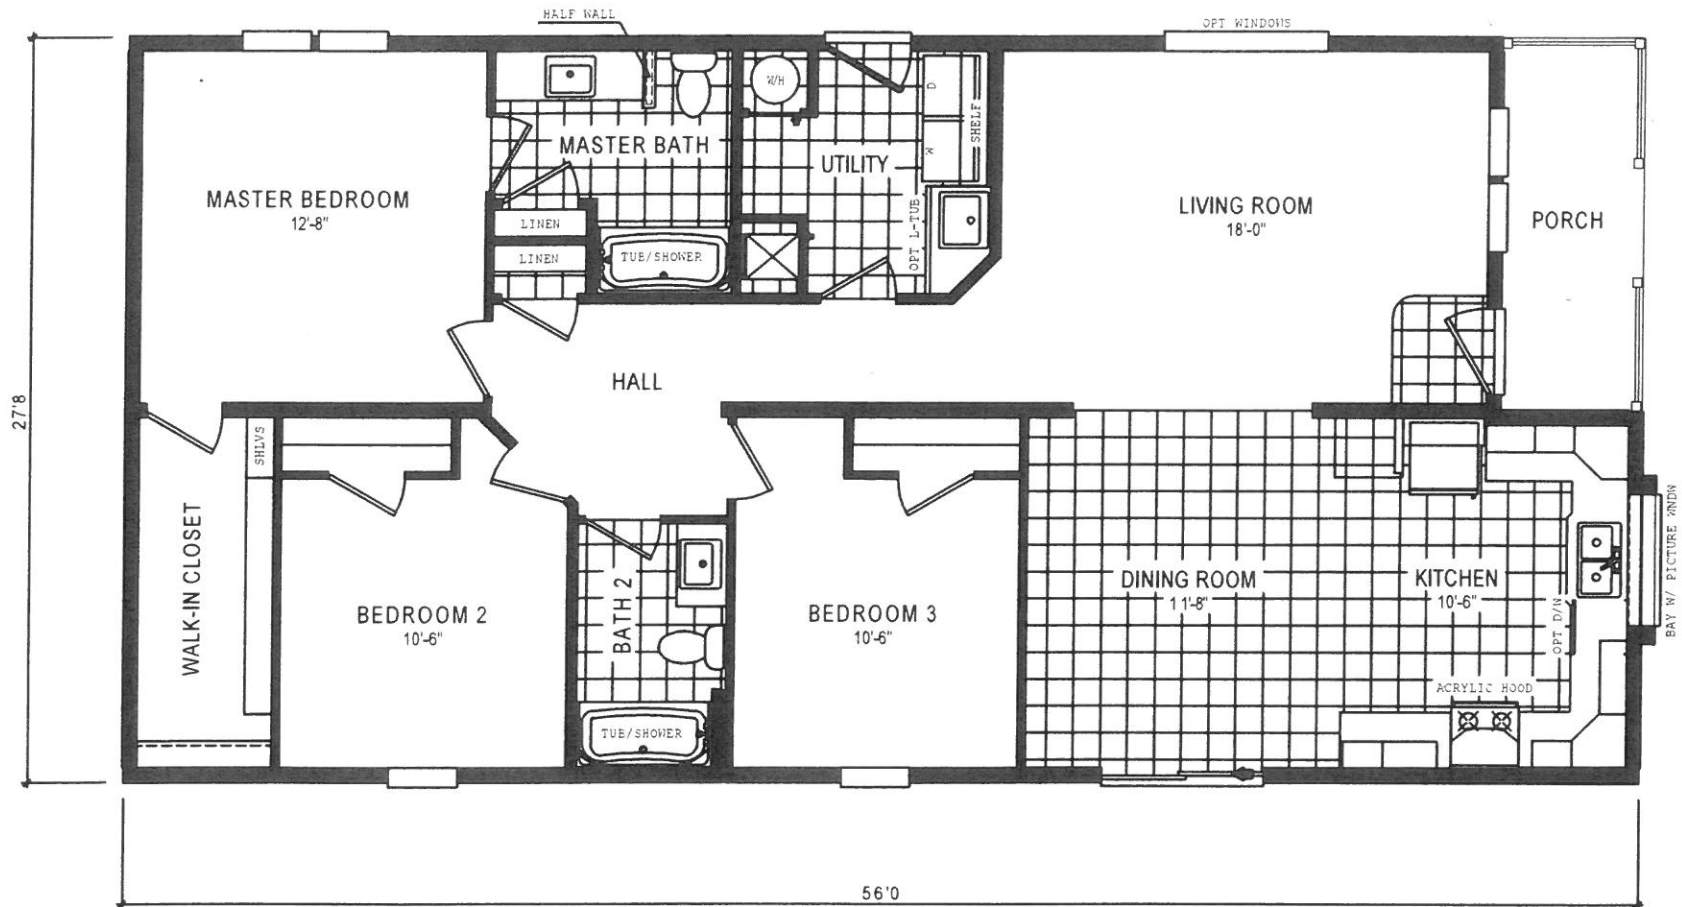 HALF WALL
OPT WINDOWS
W/H
D
SHELF
MASTER BATH
W
UTILITY
MASTER BEDROOM
12'-8"
LIVING ROOM
18'-0"
PORCH
LINEN
OPT L-TUB
LINEN
TUB/SHOWER
HALL
27'8
SHLVS
WALK-IN CLOSET
BAY W/ PICTURE WNDW
DINING ROOM
11'-8"
KITCHEN
10'-6"
BEDROOM 2
10'-6"
BATH 2
BEDROOM 3
10'-6"
OPT D/W
ACRYLIC HOOD
TUB/SHOWER
56'0